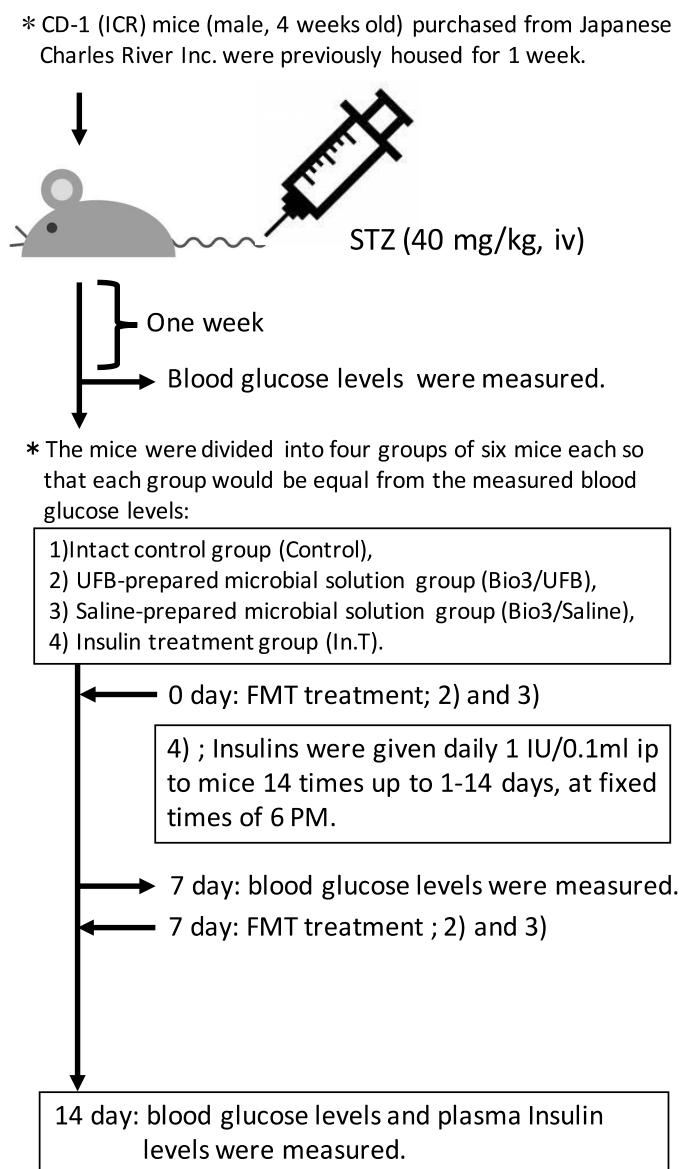 * CD-1 (ICR) mice (male, 4 weeks old) purchased from Japanese
Charles River Inc. were previously housed for 1 week.
STZ (40 mg/kg, iv)
One week
Blood glucose levels were measured.
* The mice were divided into four groups of six mice each so
that each group would be equal from the measured blood
glucose levels:
1)Intact control group (Control),
2) UFB-prepared microbial solution group (Bio3/UFB),
3) Saline-prepared microbial solution group (Bio3/Saline),
4) Insulin treatment group (In.T).
0 day: FMT treatment; 2) and 3)
4) ; Insulins were given daily 1 IU/0.1ml ip
to mice 14 times up to 1-14 days, at fixed
times of 6 PM.
7 day: blood glucose levels were measured.
7 day: FMT treatment ; 2) and 3)
14 day: blood glucose levels and plasma Insulin
levels were measured.